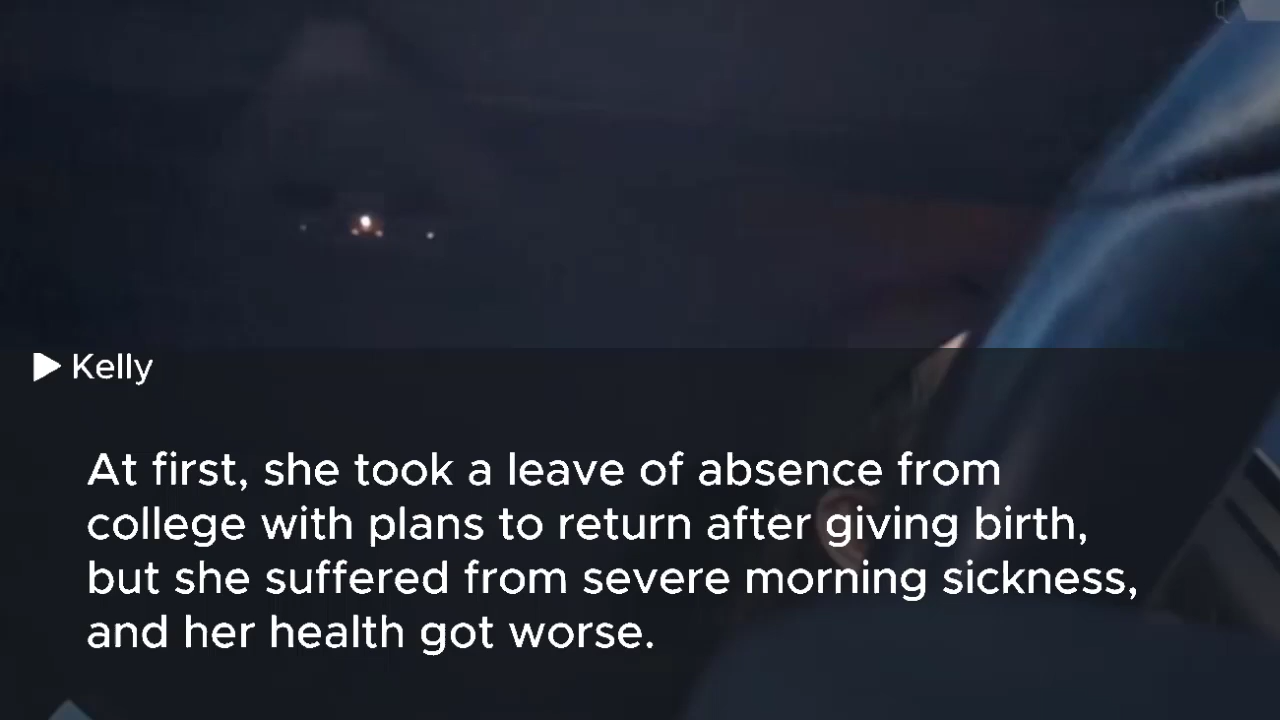 Kelly
At first, she took a leave of absence from
college with plans to return after giving birth,
but she suffered from severe morning sickness,
and her health got worse.